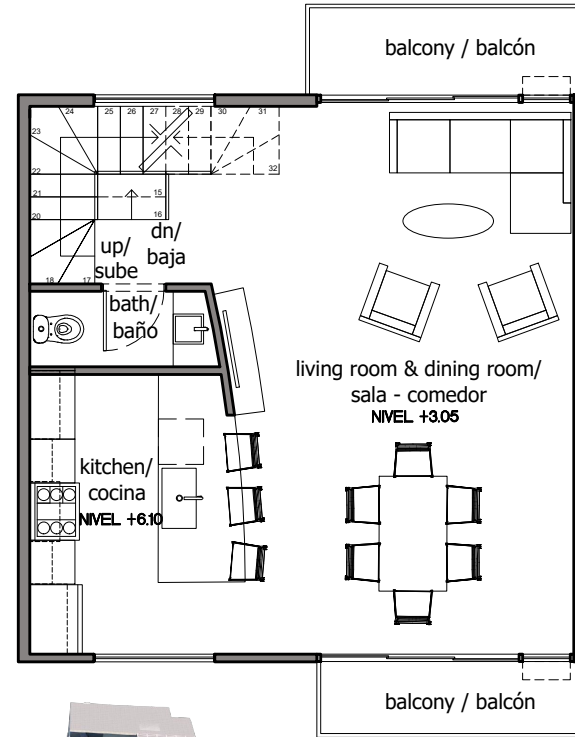 balcony / balcón
24
25
26
27
28
29
30
31
23
22
32
21
15
20
16
dn/
baja
up/
sube
18
17
bath/
baño
living room & dining room/
sala - comedor
NIVEL +3.05
kitchen/
cocina
NIVEL +6.10
balcony / balcón